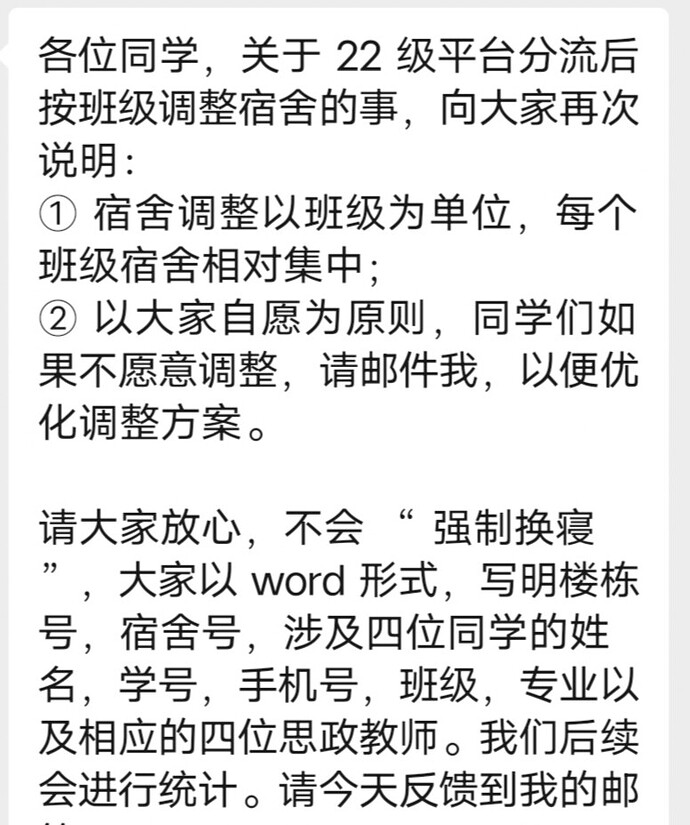 各位同学，关于 22 级平台分流后
按班级调整宿舍的事，向大家再次
说明：
① 宿舍调整以班级为单位，每个
班级宿舍相对集中；
② 以大家自愿为原则，同学们如
果不愿意调整，请邮件我，以便优
化调整方案。
请大家放心，不会 “ 强制换寝
”，大家以 word 形式，写明楼栋
号，宿舍号，涉及四位同学的姓
名，学号，手机号，班级，专业以
及相应的四位思政教师。我们后续
会进行统计。请今天反馈到我的邮